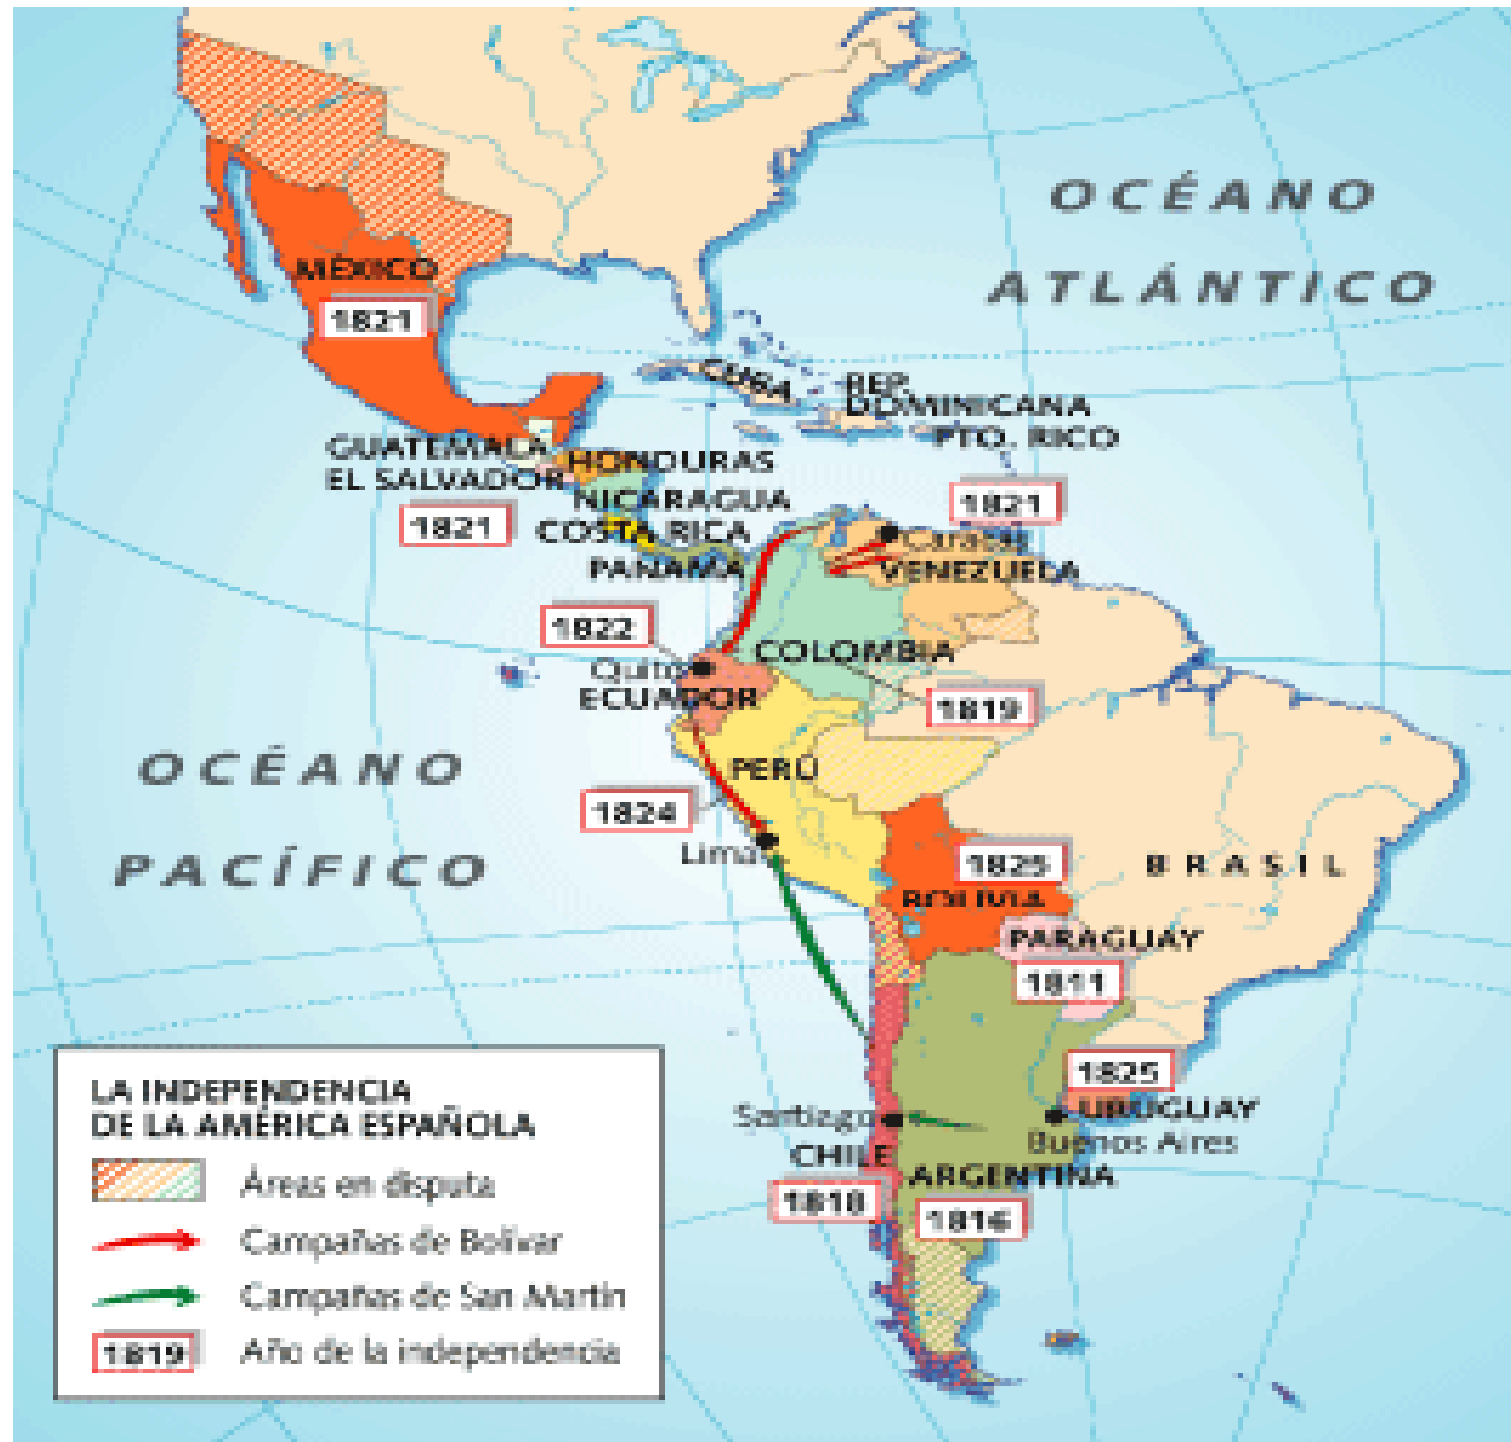 OCÉANO
ATLÁNTICO
MÉXICO
1821
CUBA
REP.
DOMINICANA
PTO. RICO
GUATEMALA
EL SALVADOR
HONDURAS
NICARAGUA
1821
COSTA RICA
PANAMÁ
1821
Caracas
VENEZUELA
1822
Quito
ECUADOR
COLOMBIA
1819
OCÉANO
PACÍFICO
PERÚ
1824
Lima
1825
BOLIVIA
BRASIL
PARAGUAY
1811
1825
URUGUAY
Buenos Aires
Santiago
CHILE
1818
ARGENTINA
1816
LA INDEPENDENCIA
DE LA AMÉRICA ESPAÑOLA
Áreas en disputa
Campañas de Bolívar
Campañas de San Martín
1819 Año de la independencia